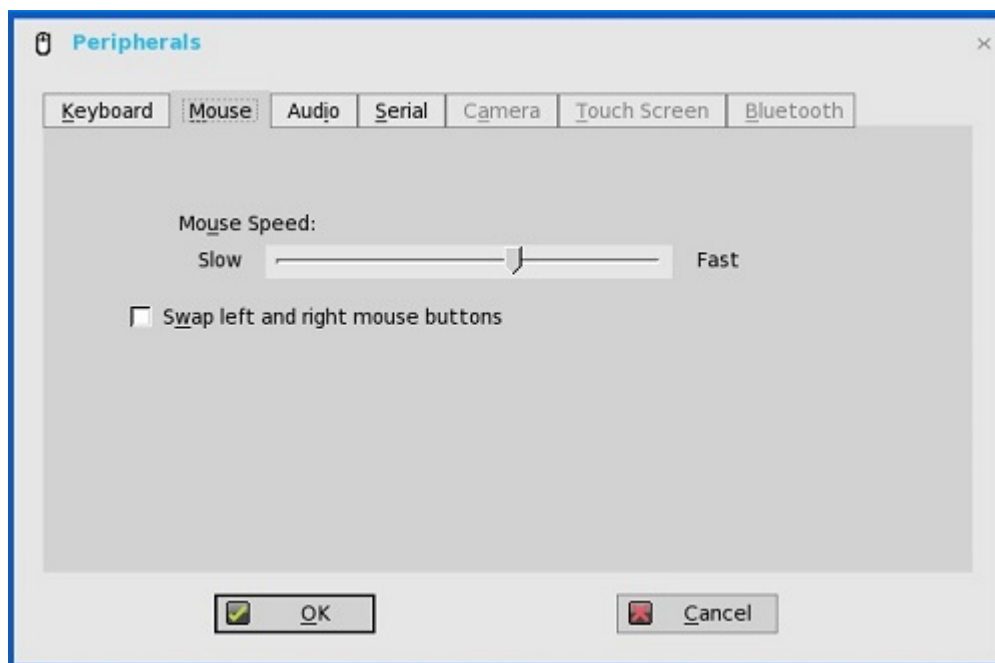 Peripherals
Keyboard Mouse Audio Serial Camera Touch Screen Bluetooth
Mouse Speed:
Slow Fast
Swap left and right mouse buttons
OK Cancel